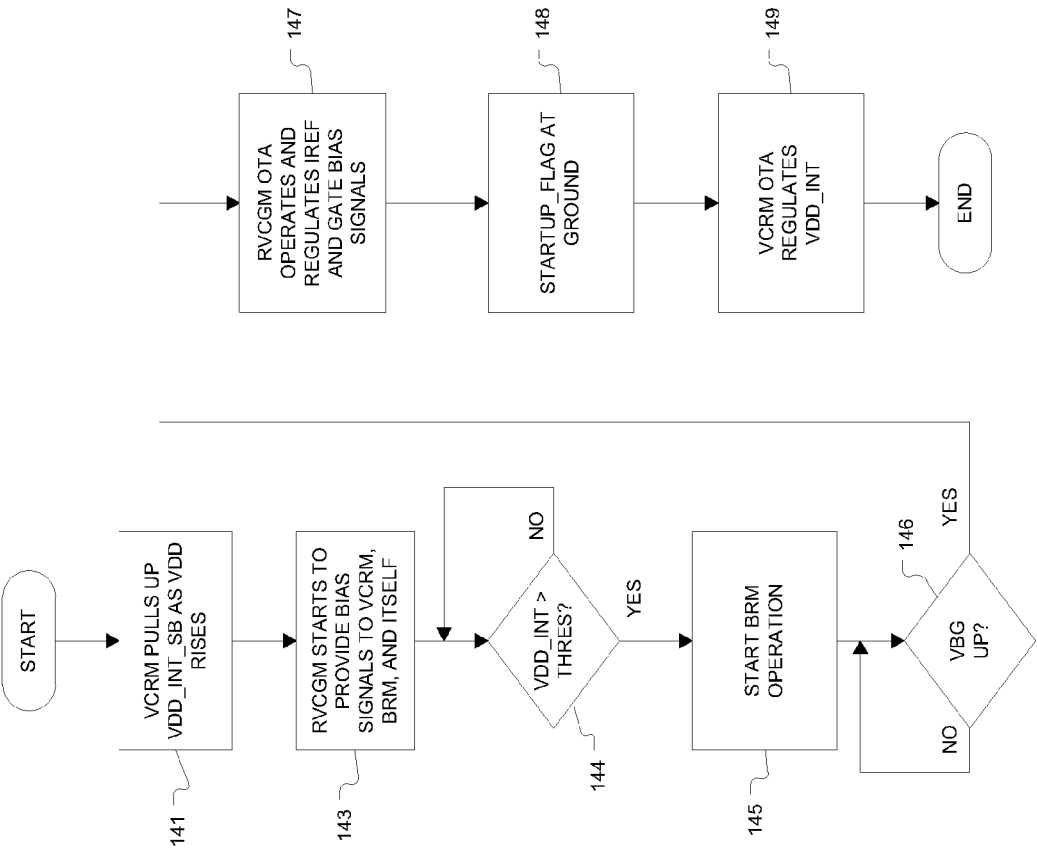 START
VCRM PULLS UP
VDD_INT_SB AS VDD
RISES
141
RVCGM STARTS TO
PROVIDE BIAS
SIGNALS TO VCRM,
BRM, AND ITSELF
143
VDD_INT >
THRES?
NO
YES
144
START BRM
OPERATION
145
VBG
UP?
NO
YES
146
RVCGM OTA
OPERATES AND
REGULATES IREF
AND GATE BIAS
SIGNALS
147
STARTUP_FLAG AT
GROUND
148
VCRM OTA
REGULATES
VDD_INT
149
END